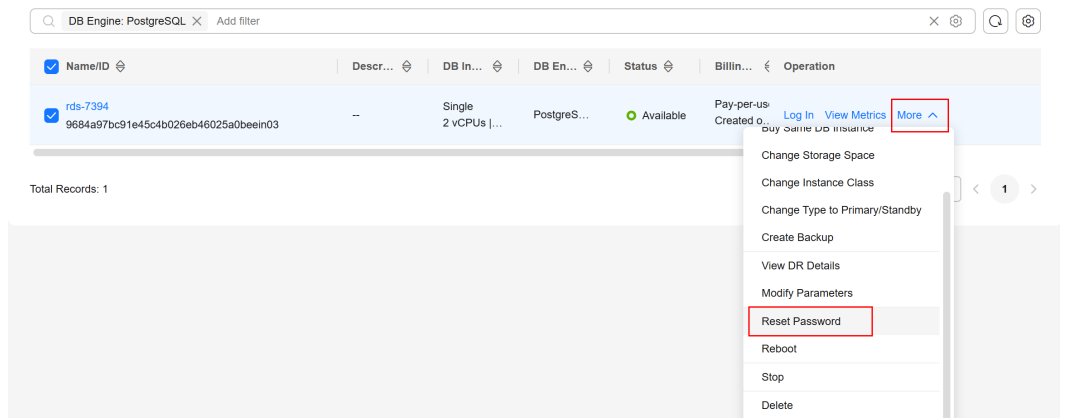 DB Engine: PostgreSQL Add filter
Name/ID Descr... DB In... DB En... Status Billin... Operation
rds-7394
9684a97bc91e45c4b026eb46025a0beein03
--
Single
2 vCPUs |...
PostgreS...
Available
Pay-per-use
Created o...
Log In View Metrics More
Buy Same DB Instance
Change Storage Space
Change Instance Class
Change Type to Primary/Standby
Create Backup
View DR Details
Modify Parameters
Reset Password
Reboot
Stop
Delete
Total Records: 1
1